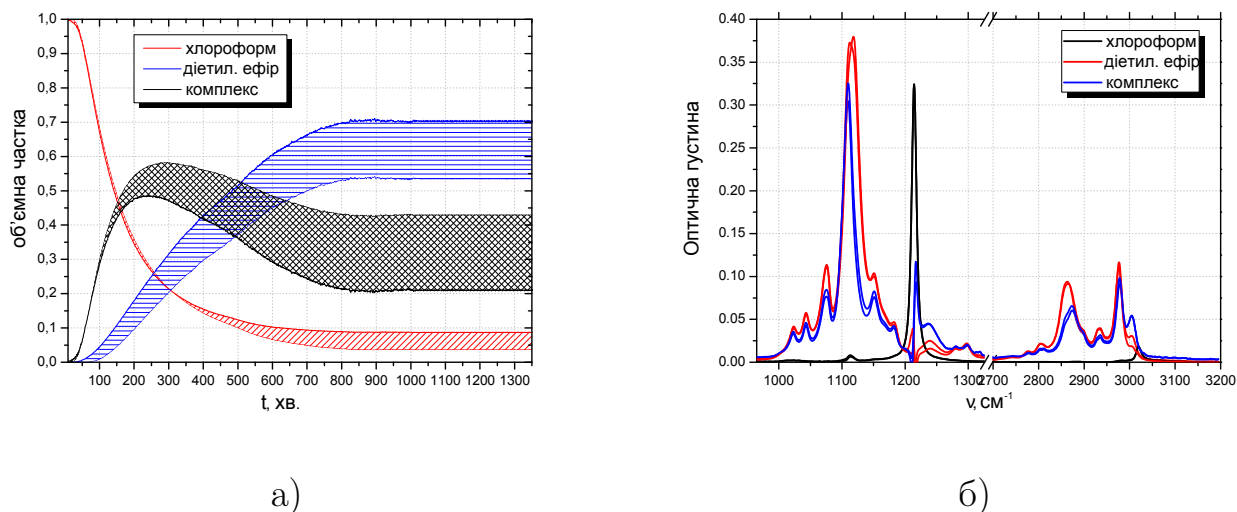 1,0
0,9
0,8
0,7
0,6
0,5
0,4
0,3
0,2
0,1
0,0
об'ємна частка
хлороформ
діетил. ефір
комплекс
100 200 300 400 500 600 700 800 900 1000 1100 1200 1300
t, хв.
а)
0.40
0.35
0.30
0.25
0.20
0.15
0.10
0.05
0.00
Оптична густина
хлороформ
діетил. ефір
комплекс
1000 1100 1200 1300 2700 2800 2900 3000 3100 3200
ν, см-1
б)